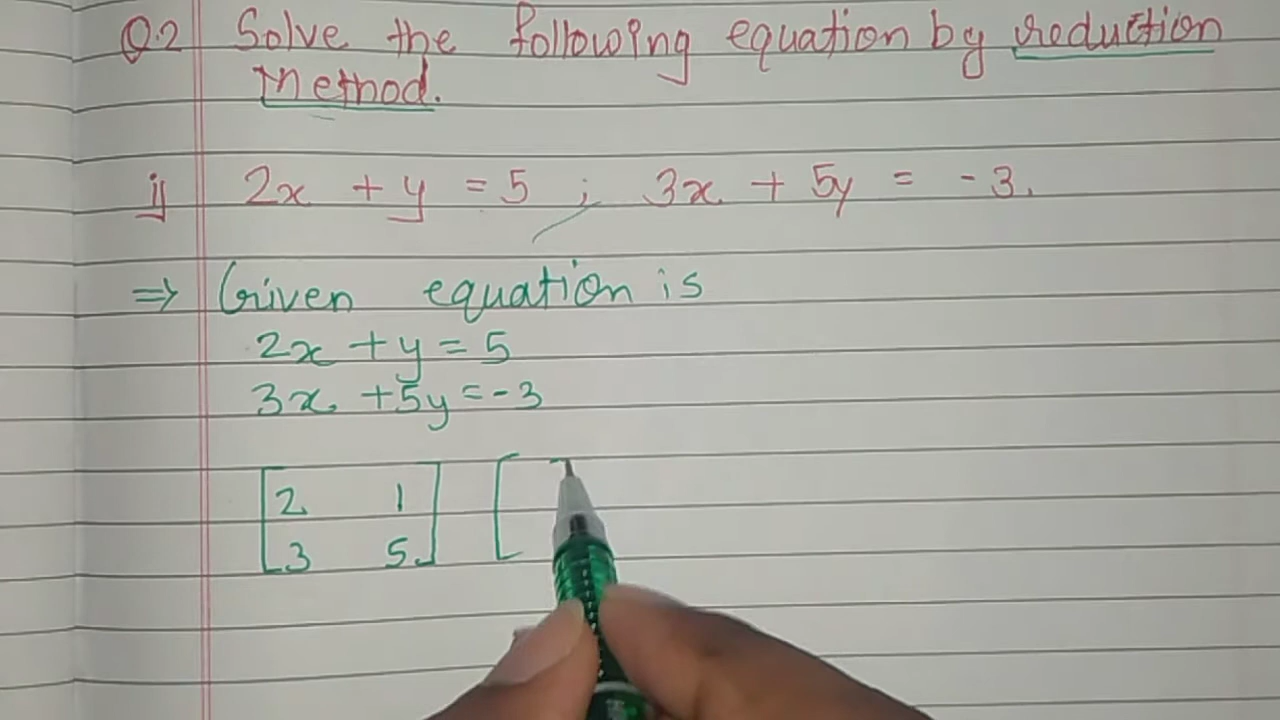 Q.2 Solve the following equation by reduction
Method.
i) 2x + y = 5 ; 3x + 5y = -3.
⇒ Given equation is
2x + y = 5
3x + 5y = -3
[2 1] [
[3 5]